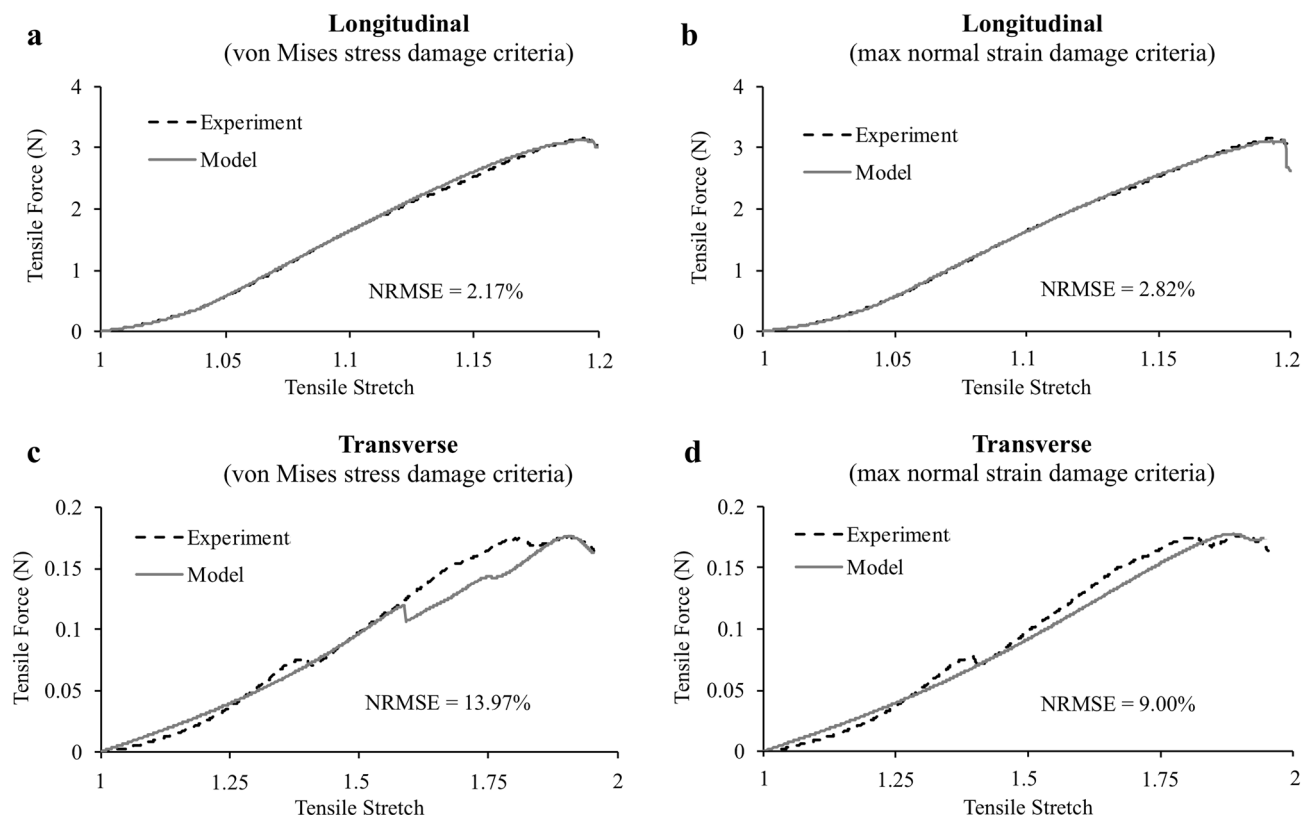 a
Longitudinal
(von Mises stress damage criteria)
Tensile Force (N)
4
3
2
1
0
Experiment
Model
NRMSE = 2.17%
1
1.05
1.1
1.15
1.2
Tensile Stretch
b
Longitudinal
(max normal strain damage criteria)
Tensile Force (N)
4
3
2
1
0
Experiment
Model
NRMSE = 2.82%
1
1.05
1.1
1.15
1.2
Tensile Stretch
c
Transverse
(von Mises stress damage criteria)
Tensile Force (N)
0.2
0.15
0.1
0.05
0
Experiment
Model
NRMSE = 13.97%
1
1.25
1.5
1.75
2
Tensile Stretch
d
Transverse
(max normal strain damage criteria)
Tensile Force (N)
0.2
0.15
0.1
0.05
0
Experiment
Model
NRMSE = 9.00%
1
1.25
1.5
1.75
2
Tensile Stretch